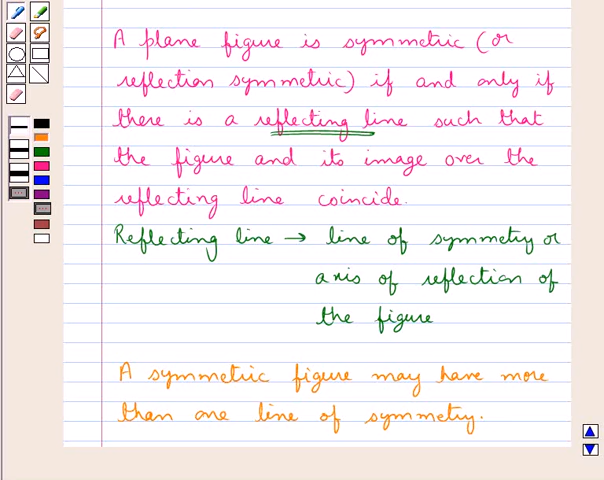 A plane figure is symmetric (or
reflection symmetric) if and only if
there is a reflecting line such that
the figure and its image over the
reflecting line coincide.
Reflecting line → line of symmetry or
axis of reflection of
the figure
A symmetric figure may have more
than one line of symmetry.